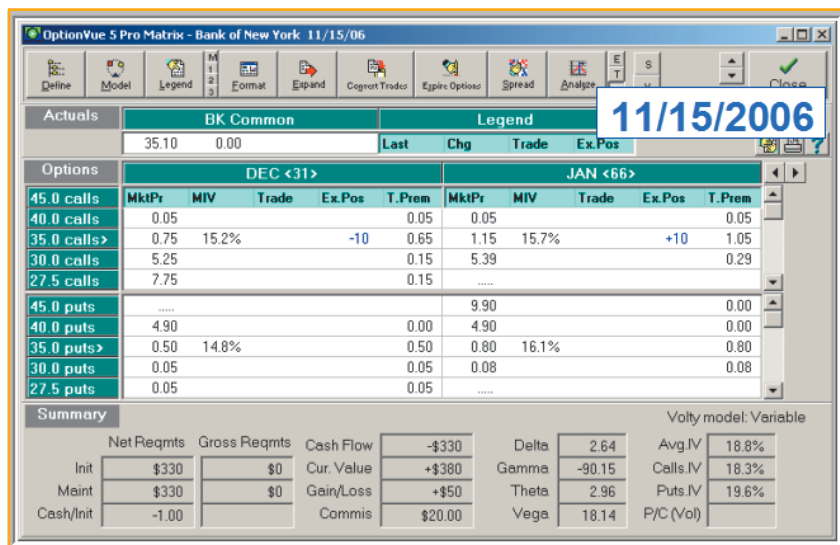 OptionVue 5 Pro Matrix - Bank of New York 11/15/06
Define Model Legend M 1 2 3 Format Expand Convert Trades Expire Options Spread Analyze E T S Close
11/15/2006
Actuals BK Common Legend
35.10 0.00 Last Chg Trade Ex.Pos
Options DEC <31> JAN <66>
45.0 calls MktPr MIV Trade Ex.Pos T.Prem MktPr MIV Trade Ex.Pos T.Prem
40.0 calls 0.05 0.05 0.05 0.05
35.0 calls> 0.75 15.2% -10 0.65 1.15 15.7% +10 1.05
30.0 calls 5.25 0.15 5.39 0.29
27.5 calls 7.75 0.15 .....
45.0 puts ..... 9.90 0.00
40.0 puts 4.90 0.00 4.90 0.00
35.0 puts> 0.50 14.8% 0.50 0.80 16.1% 0.80
30.0 puts 0.05 0.05 0.08 0.08
27.5 puts 0.05 0.05 .....
Summary Volty model: Variable
Net Reqmts Gross Reqmts Cash Flow -$330 Delta 2.64 Avg.IV 18.8%
Init $330 $0 Cur. Value +$380 Gamma -90.15 Calls.IV 18.3%
Maint $330 $0 Gain/Loss +$50 Theta 2.96 Puts.IV 19.6%
Cash/Init -1.00 Commis $20.00 Vega 18.14 P/C (Vol)